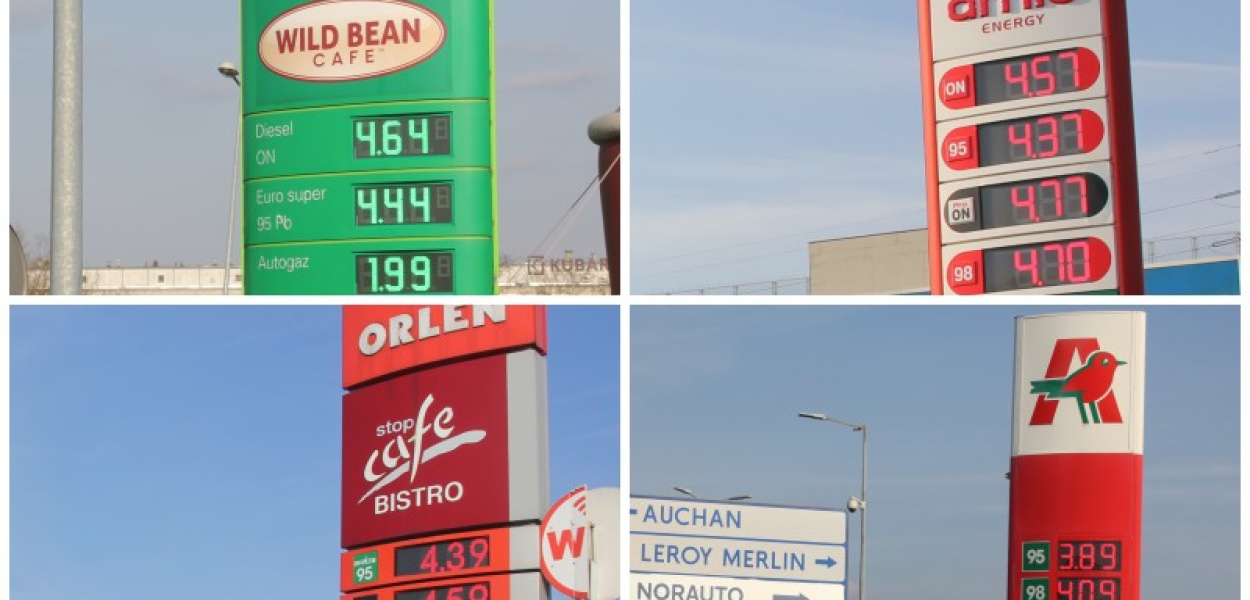 WILD BEAN
CAFE
Diesel
ON
4.64
Euro super
95 Pb
4.44
Autogaz
1.99
KUBAR
ENERGY
ON 4.57
95 4.37
ON 4.77
98 4.70
ORLEN
stop
cafe
BISTRO
95 4.39
4.59
W
A
AUCHAN
LEROY MERLIN
NORAUTO
95 3.89
98 4.09